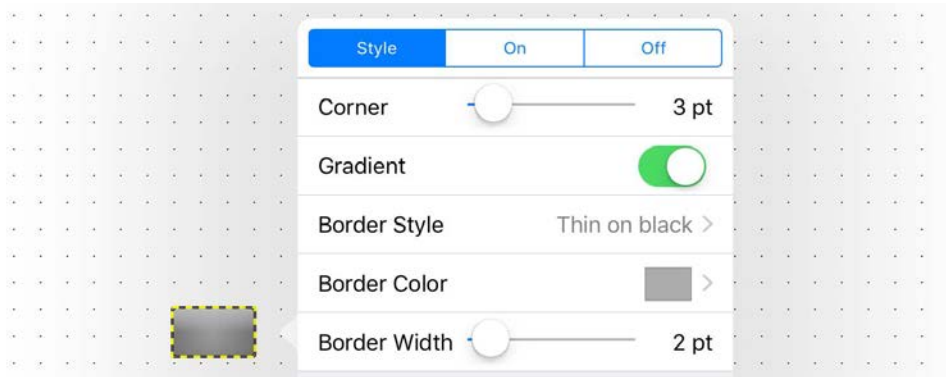 Style On Off
Corner 3 pt
Gradient
Border Style Thin on black >
Border Color >
Border Width 2 pt